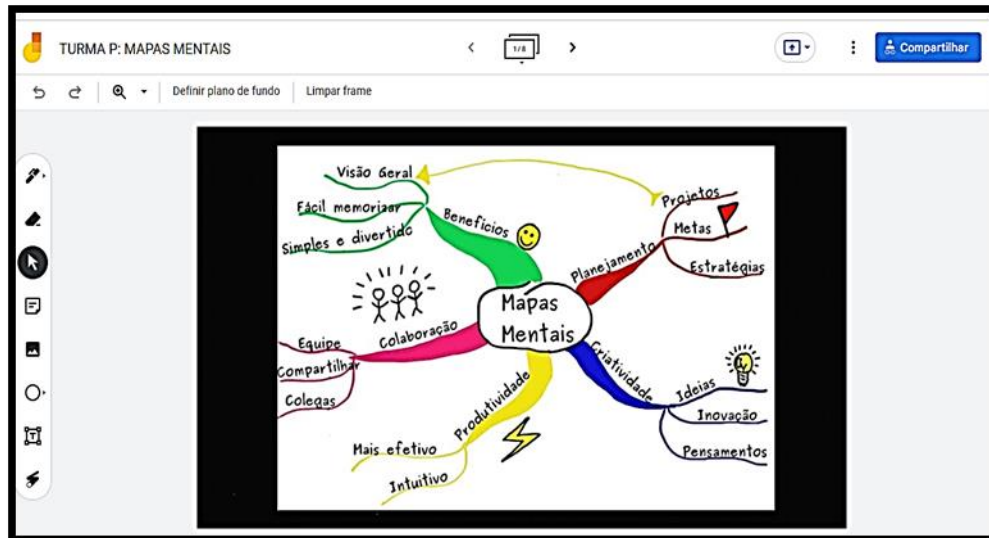 TURMA P: MAPAS MENTAIS
1/8
Compartilhar
Definir plano de fundo
Limpar frame
Visão Geral
Fácil memorizar
Simples e divertido
Benefícios
Projetos
Metas
Estratégias
Planejamento
Mapas
Mentais
Colaboração
Equipe
Compartilhar
Colegas
Criatividade
Ideias
Inovação
Pensamentos
Produtividade
Mais efetivo
Intuitivo